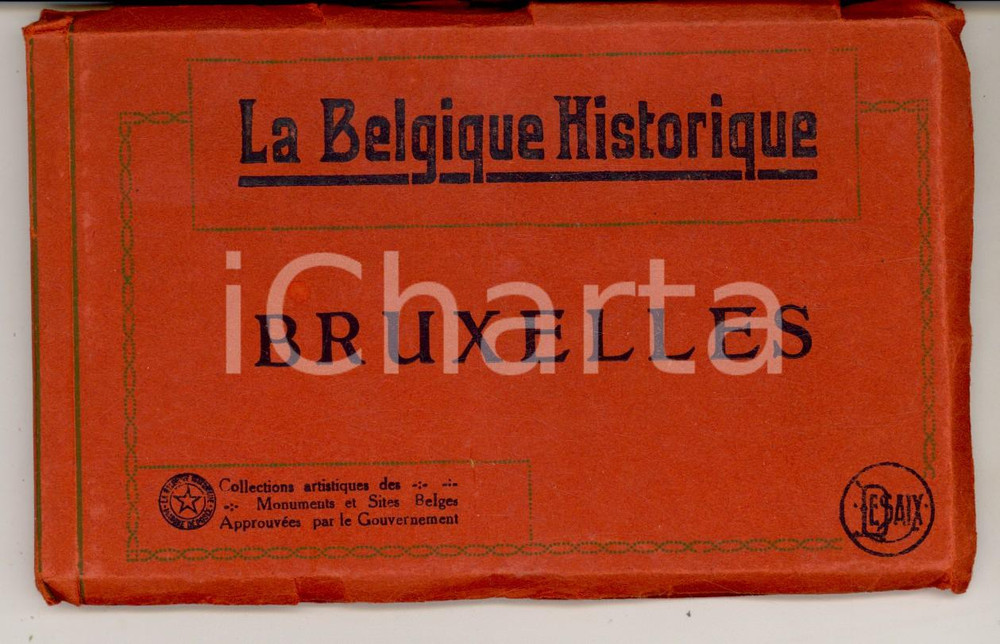 La Belgique Historique
BRUXELLES
iCharta
Collections artistiques des -:- -:-
-:- Monuments et Sites Belges
Approuvées par le Gouvernement
DESAIX